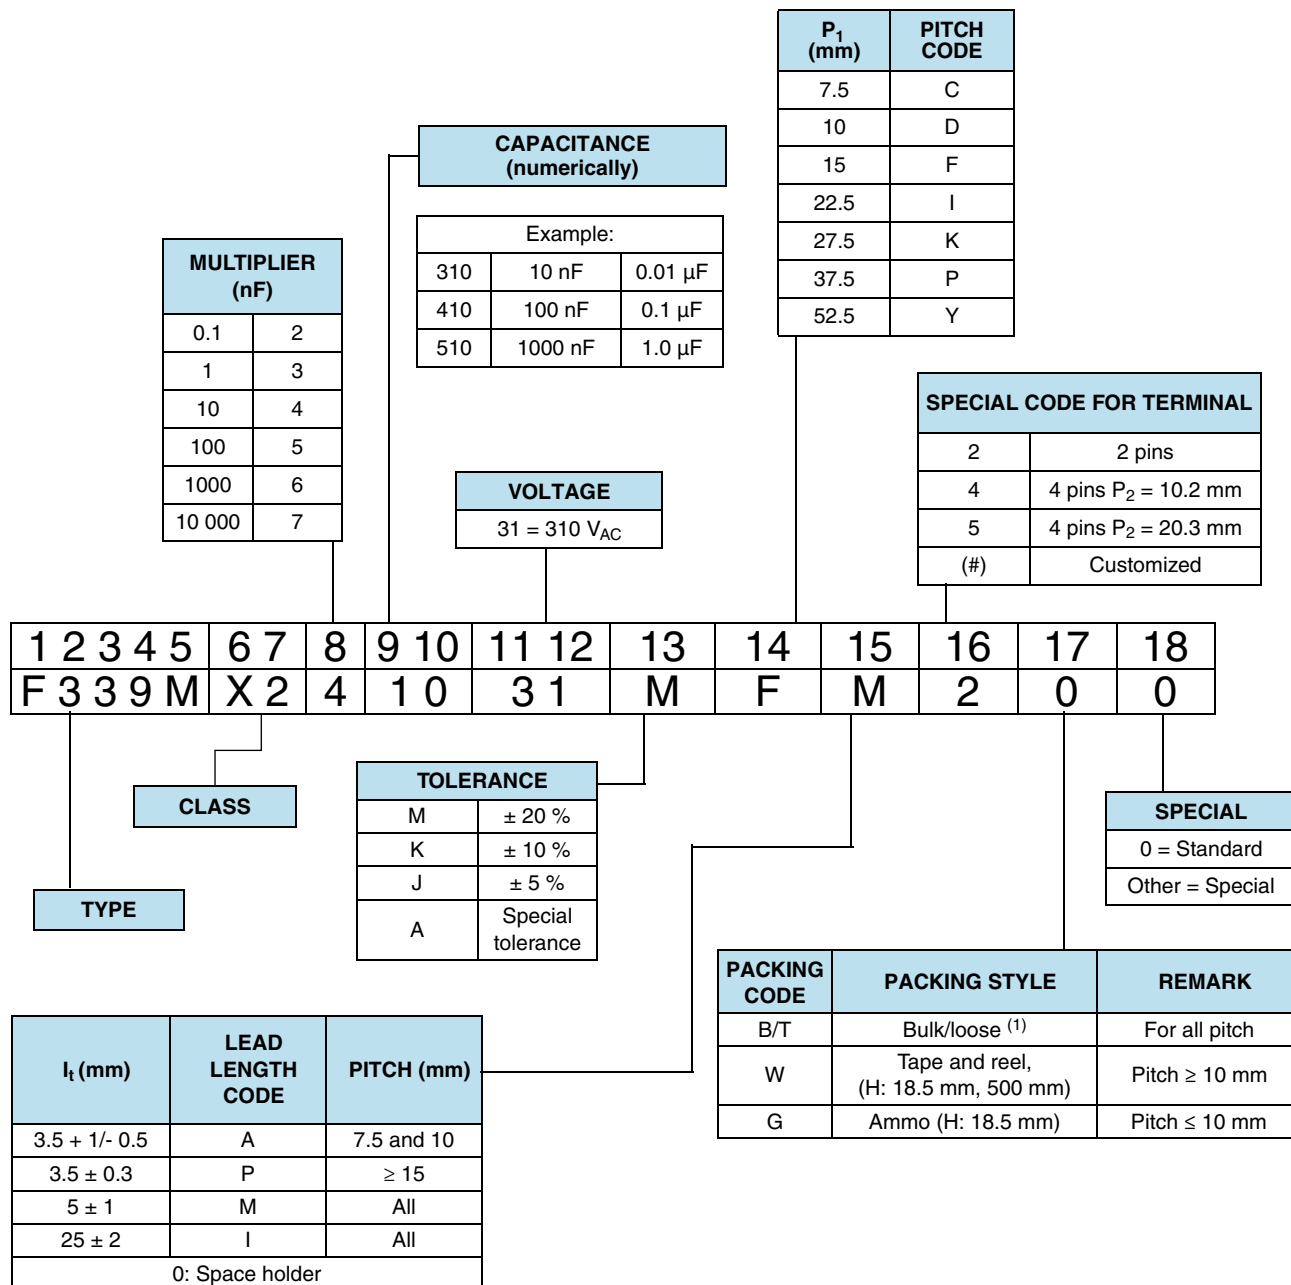 P1 (mm) PITCH CODE
7.5 C
10 D
15 F
22.5 I
27.5 K
37.5 P
52.5 Y
CAPACITANCE
(numerically)
Example:
310 10 nF 0.01 µF
410 100 nF 0.1 µF
510 1000 nF 1.0 µF
MULTIPLIER
(nF)
0.1 2
1 3
10 4
100 5
1000 6
10 000 7
VOLTAGE
31 = 310 VAC
SPECIAL CODE FOR TERMINAL
2 2 pins
4 4 pins P2 = 10.2 mm
5 4 pins P2 = 20.3 mm
(#) Customized
1 2 3 4 5 6 7 8 9 10 11 12 13 14 15 16 17 18
F 3 3 9 M X 2 4 1 0 3 1 M F M 2 0 0
TYPE
CLASS
TOLERANCE
M ± 20 %
K ± 10 %
J ± 5 %
A Special tolerance
SPECIAL
0 = Standard
Other = Special
PACKING CODE PACKING STYLE REMARK
B/T Bulk/loose (1) For all pitch
W Tape and reel, (H: 18.5 mm, 500 mm) Pitch ≥ 10 mm
G Ammo (H: 18.5 mm) Pitch ≤ 10 mm
lt (mm) LEAD LENGTH CODE PITCH (mm)
3.5 + 1/- 0.5 A 7.5 and 10
3.5 ± 0.3 P ≥ 15
5 ± 1 M All
25 ± 2 I All
0: Space holder